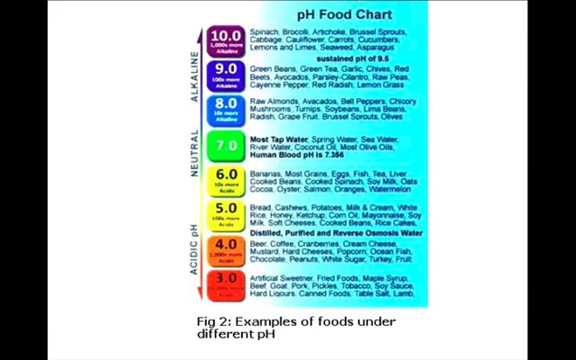 pH Food Chart
ALKALINE
NEUTRAL
ACIDIC pH
10.0
1,000x more
Alkaline
Spinach, Brocolli, Artichoke, Brussel Sprouts,
Cabbage, Cauliflower, Carrots, Cucumbers,
Lemons and Limes, Seaweed, Asparagus
sustained pH of 9.5
9.0
100x more
Alkaline
Green Beans, Green Tea, Garlic, Chives, Red
Beets, Avocados, Parsley-Cilantro, Raw Peas,
Cayenne Pepper, Red Radish, Lemon Grass
8.0
10x more
Alkaline
Raw Almonds, Avacados, Bell Peppers, Chicory
Mushrooms, Turnips, Soybeans, Lima Beans,
Radish, Grape Fruit, Brussel Sprouts, Olives
7.0
Most Tap Water, Spring Water, Sea Water,
River Water, Coconut Oil, Most Olive Oils,
Human Blood pH is 7.356
6.0
10x more
Acidic
Bananas, Most Grains, Eggs, Fish, Tea, Liver
Cooked Beans, Cooked Spinach, Soy Milk, Oats
Cocoa, Oyster, Salmon, Oranges, Watermelon
5.0
100x more
Acidic
Bread, Cashews, Potatoes, Milk & Cream, White
Rice, Honey, Ketchup, Corn Oil, Mayonnaise, Soy
Milk, Soft Cheeses, Cooked Beans, Rice Cakes,
Distilled, Purified and Reverse Osmosis Water
4.0
1,000x more
Acidic
Beer, Coffee, Cranberries, Cream Cheese,
Mustard, Hard Cheeses, Popcorn, Ocean Fish,
Chocolate, Peanuts, White Sugar, Turkey, Fruit
3.0
Artificial Sweetner, Fried Foods, Maple Syrup,
Beef, Goat, Pork, Pickles, Tobacco, Soy Sauce,
Hard Liquors, Canned Foods, Table Salt, Lamb,
Fig 2: Examples of foods under
different pH